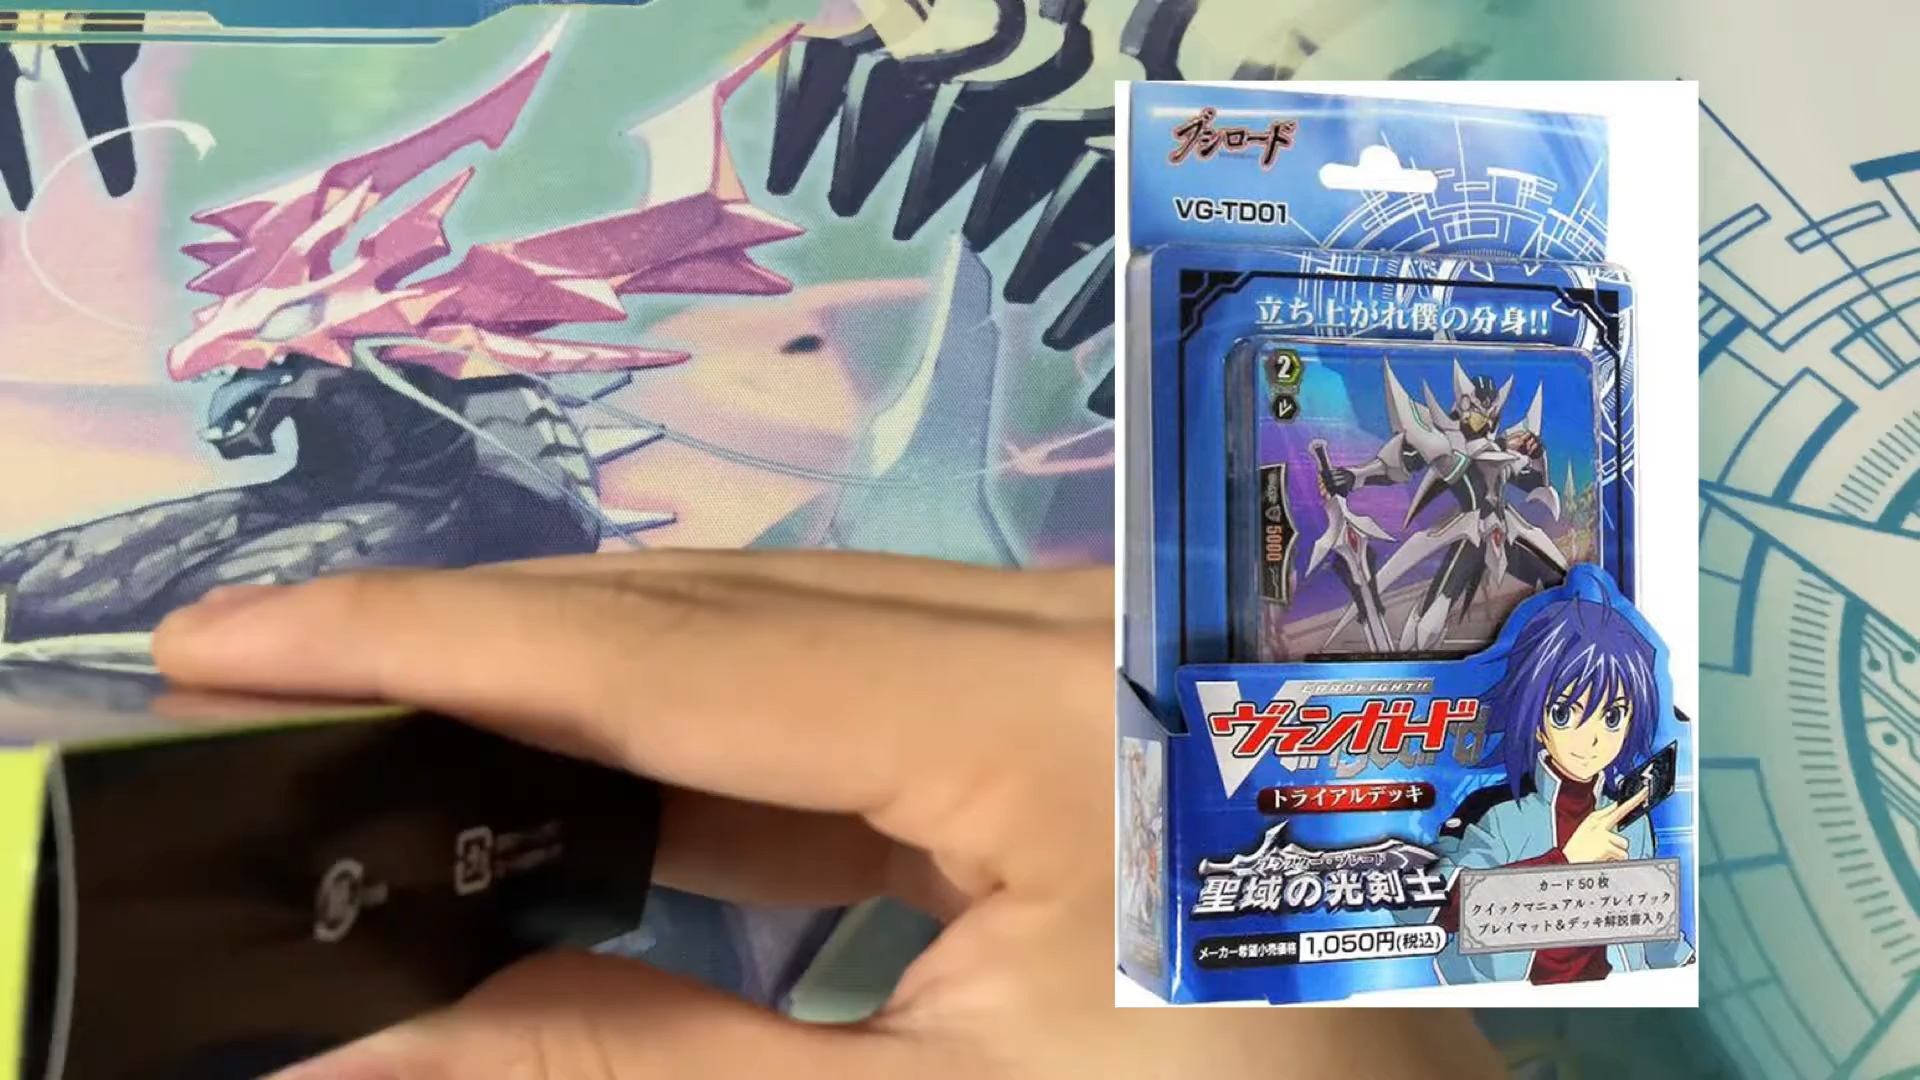 ブシロード
VG-TD01
立ち上がれ僕の分身!!
2
5000
CARDFIGHT!!
ヴァンガード
トライアルデッキ
聖域の光剣士
カード50枚
クイックマニュアル・プレイブック
プレイマット&デッキ解説書入り
メーカー希望小売価格 1,050円(税込)